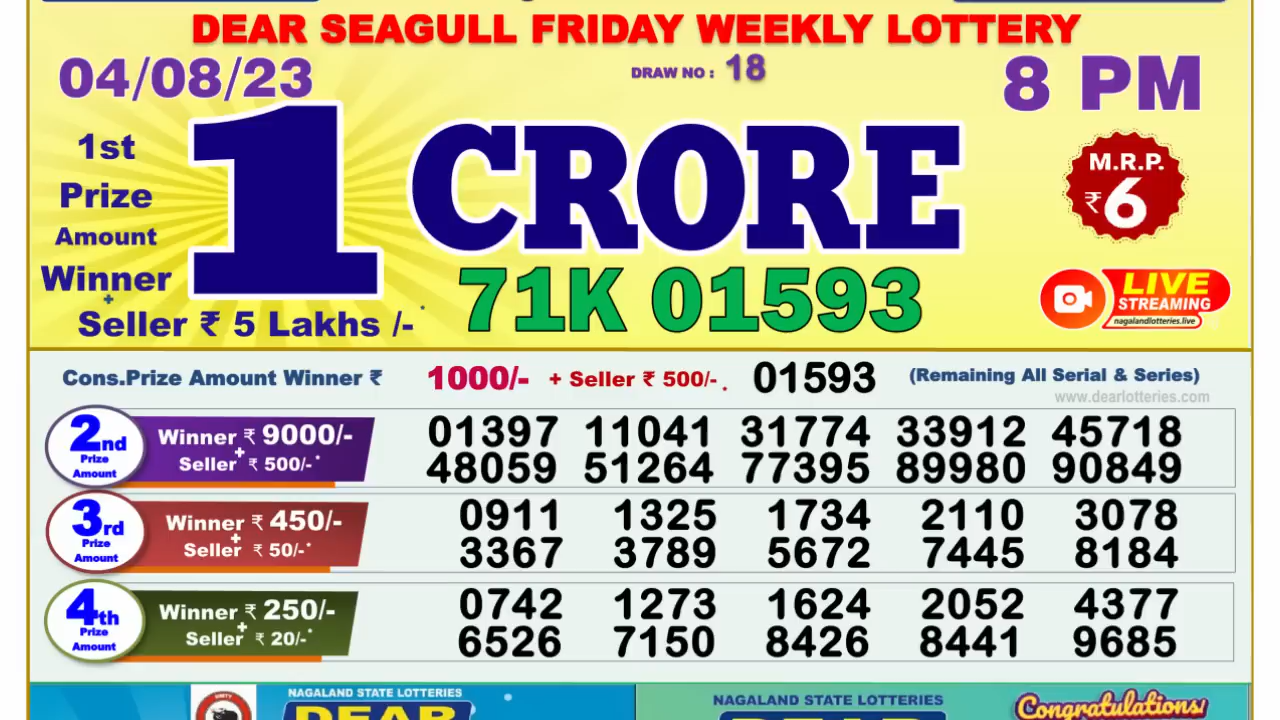 DEAR SEAGULL FRIDAY WEEKLY LOTTERY
04/08/23
DRAW NO : 18
8 PM
1st
Prize
Amount
Winner
+
Seller ₹ 5 Lakhs /-
1 CRORE
71K 01593
M.R.P.
₹ 6
LIVE
STREAMING
nagalandlotteries.live
Cons.Prize Amount Winner ₹ 1000/- + Seller ₹ 500/- . 01593 (Remaining All Serial & Series)
www.dearlotteries.com
2nd
Prize
Amount
Winner ₹ 9000/-
+
Seller ₹ 500/-*
01397 11041 31774 33912 45718
48059 51264 77395 89980 90849
3rd
Prize
Amount
Winner ₹ 450/-
+
Seller ₹ 50/-*
0911 1325 1734 2110 3078
3367 3789 5672 7445 8184
4th
Prize
Amount
Winner ₹ 250/-
+
Seller ₹ 20/-*
0742 1273 1624 2052 4377
6526 7150 8426 8441 9685
UNITY
NAGALAND STATE LOTTERIES
DEAR
NAGALAND STATE LOTTERIES
DEAR
Congratulations!